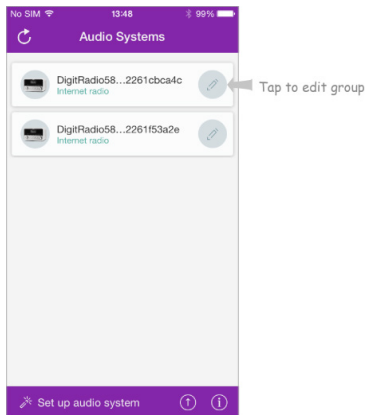 No SIM 13:48 99%
Audio Systems
DigitRadio58...2261cbca4c
Internet radio
Tap to edit group
DigitRadio58...2261f53a2e
Internet radio
Set up audio system